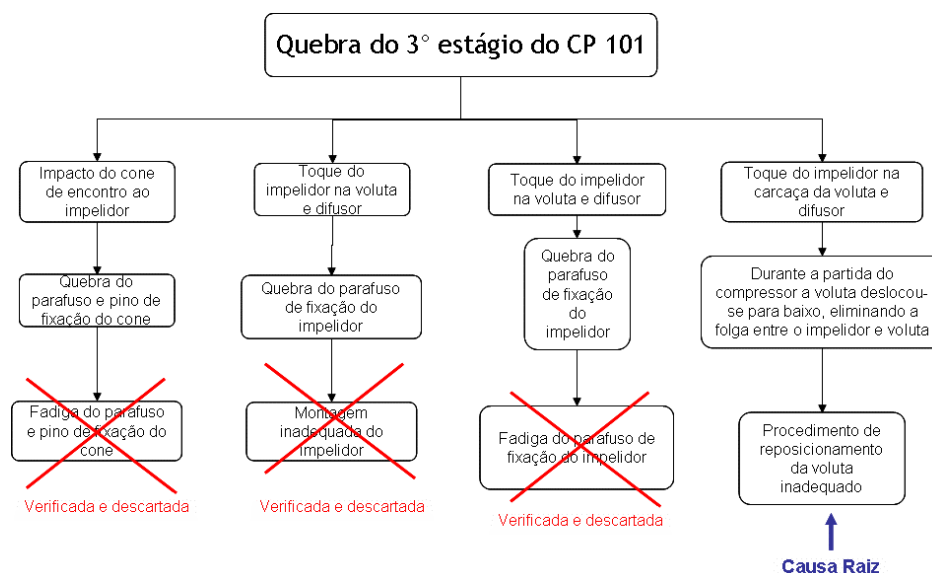 Quebra do 3° estágio do CP 101
Impacto do cone
de encontro ao
impelidor
Quebra do
parafuso e pino de
fixação do cone
Fadiga do parafuso
e pino de fixação do
cone
Verificada e descartada
Toque do
impelidor na voluta
e difusor
Quebra do parafuso
de fixação do
impelidor
Montagem
inadequada do
impelidor
Verificada e descartada
Toque do impelidor
na voluta e difusor
Quebra do
parafuso
de fixação
do
impelidor
Fadiga do parafuso de
fixação do impelidor
Verificada e descartada
Toque do impelidor na
carcaça da voluta e
difusor
Durante a partida do
compressor a voluta deslocou-
se para baixo, eliminando a
folga entre o impelidor e voluta
Procedimento de
reposicionamento
da voluta
inadequado
Causa Raiz